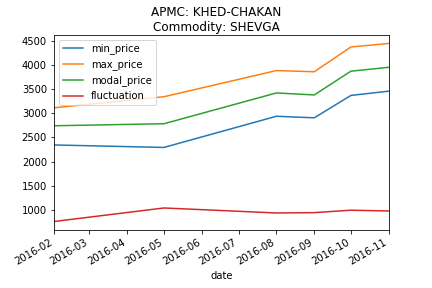 APMC: KHED-CHAKAN
Commodity: SHEVGA
min_price
max_price
modal_price
fluctuation
4500
4000
3500
3000
2500
2000
1500
1000
2016-02
2016-03
2016-04
2016-05
2016-06
2016-07
2016-08
2016-09
2016-10
2016-11
date